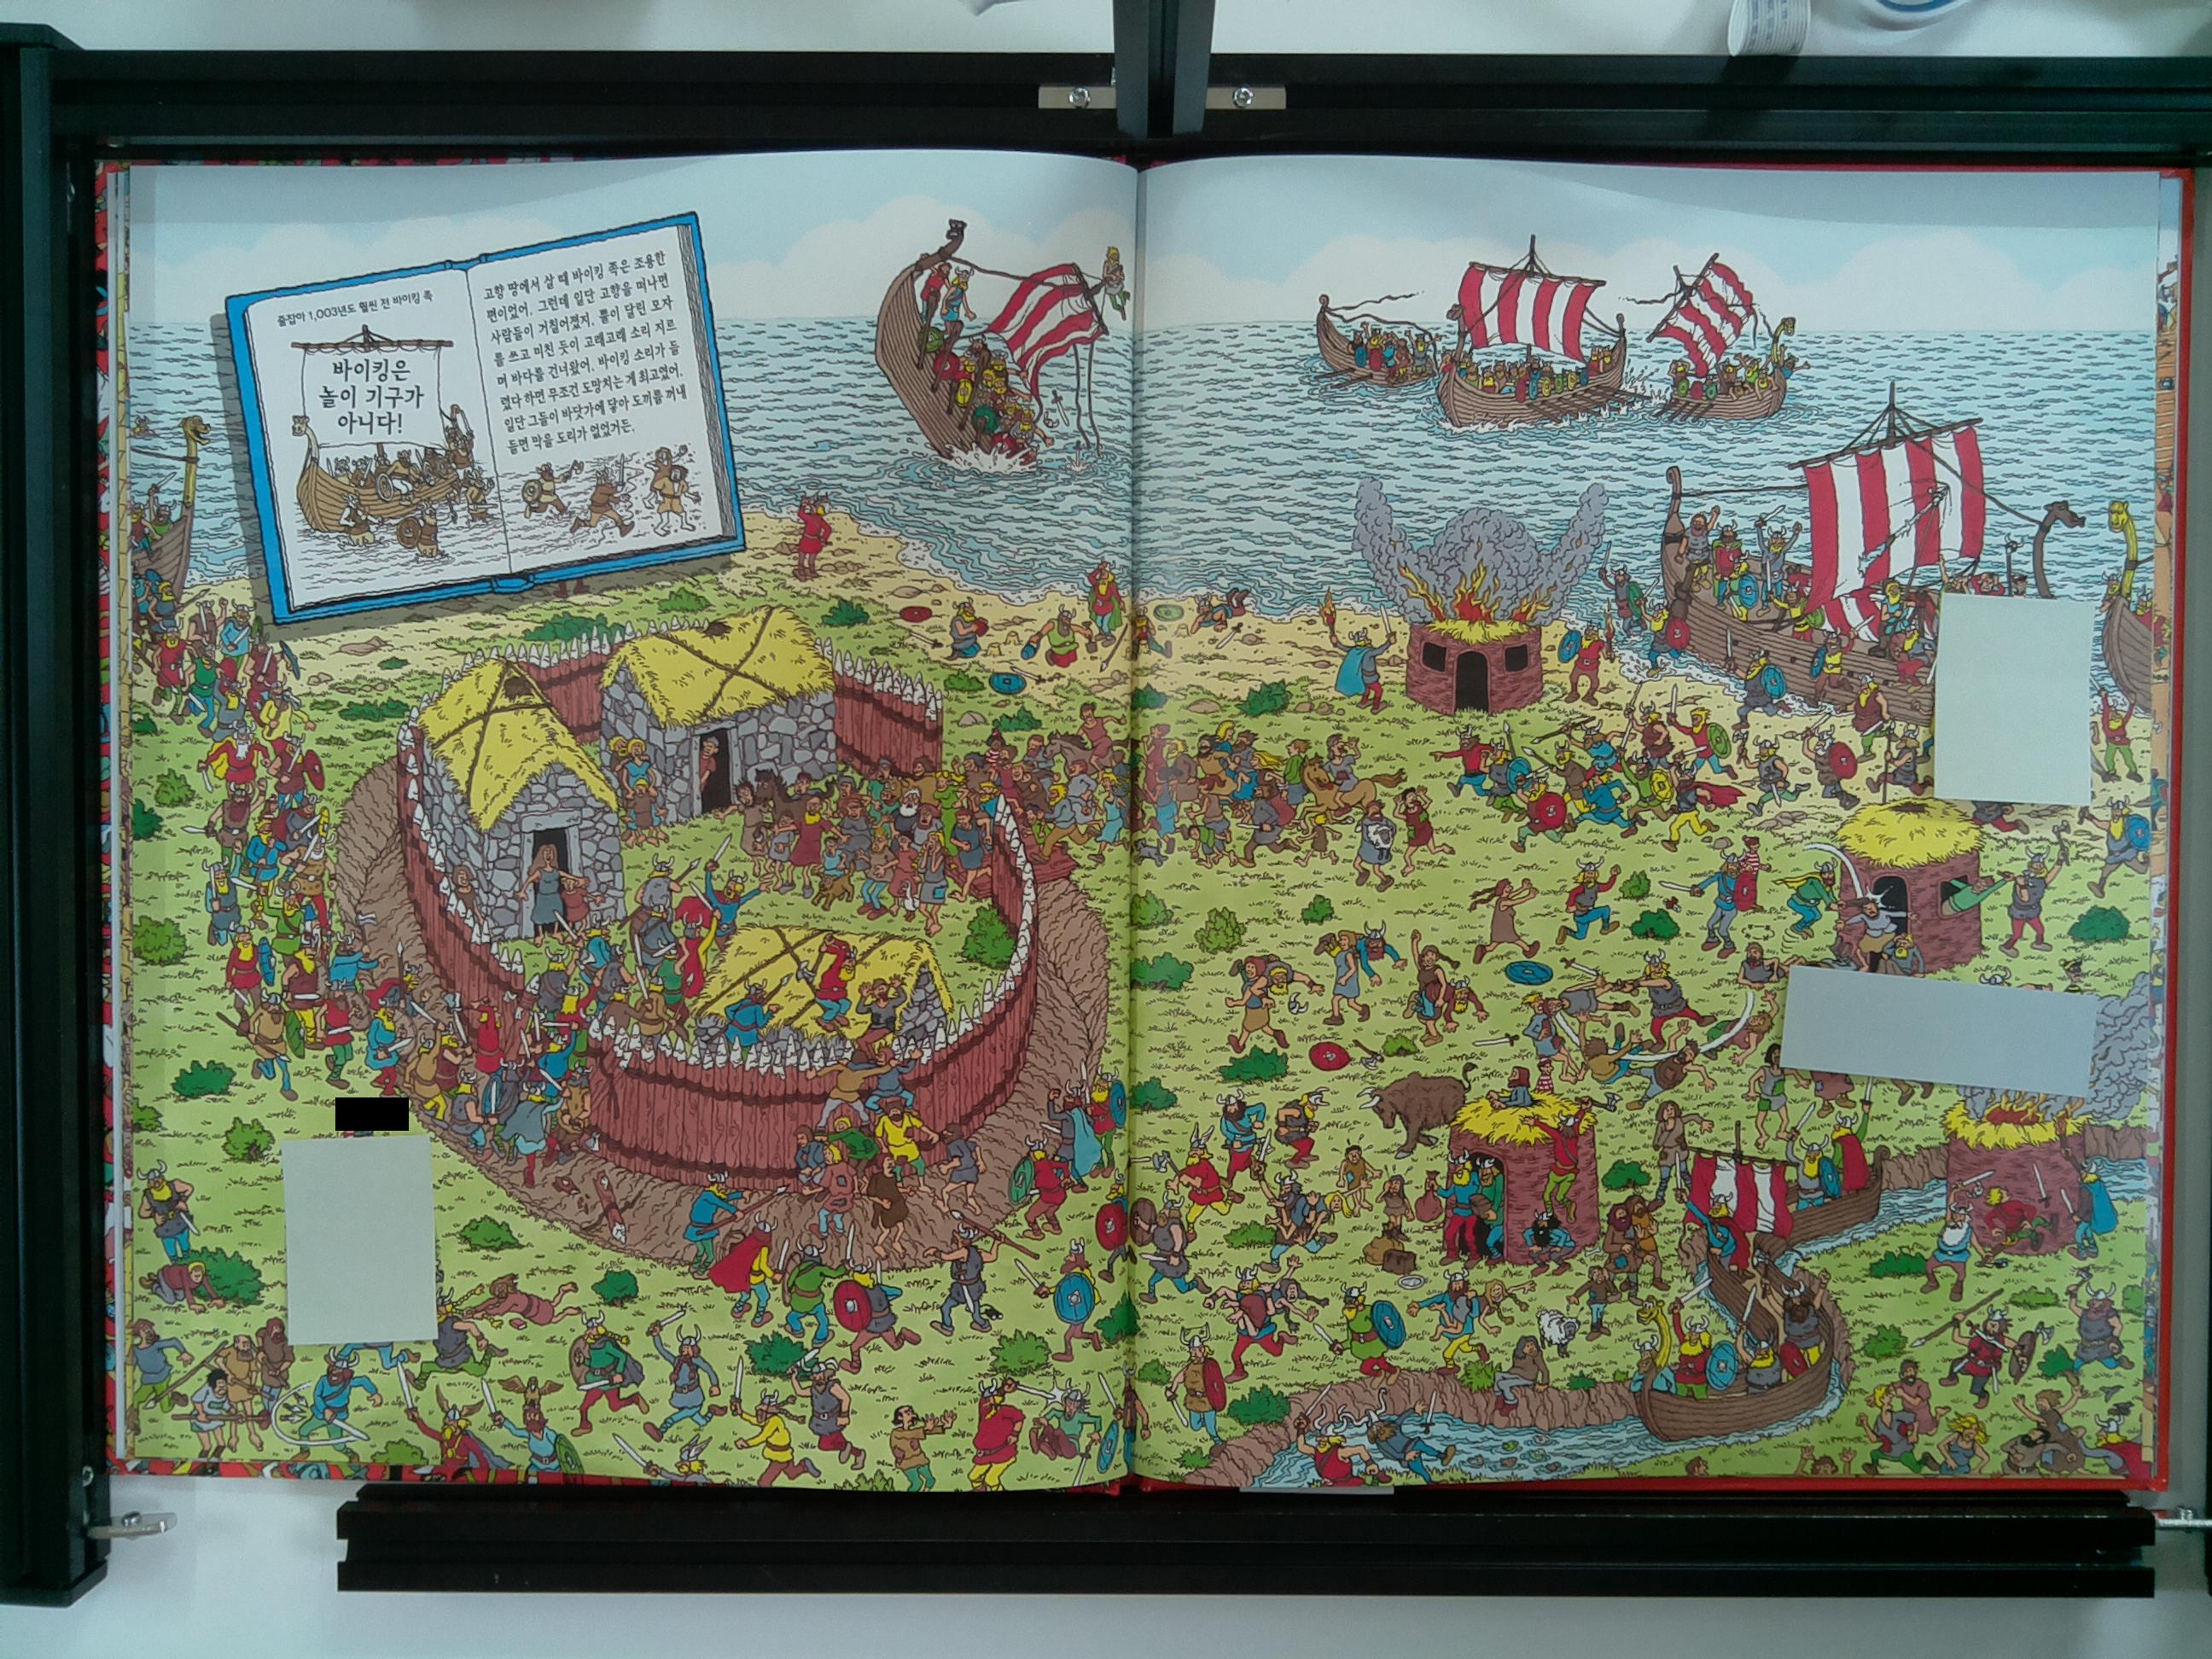 줄잡아 1,003년도 훨씬 전 바이킹 족
바이킹은
놀이 기구가
아니다!
고향 땅에서 살 때 바이킹 족은 조용한
편이었어. 그런데 일단 고향을 떠나면
사람들이 거칠어졌지. 뿔이 달린 모자
를 쓰고 미친 듯이 고래고래 소리 지르
며 바다를 건너왔어. 바이킹 소리가 들
렸다 하면 무조건 도망치는 게 최고였어.
일단 그들이 바닷가에 닿아 도끼를 꺼내
들면 막을 도리가 없었거든.